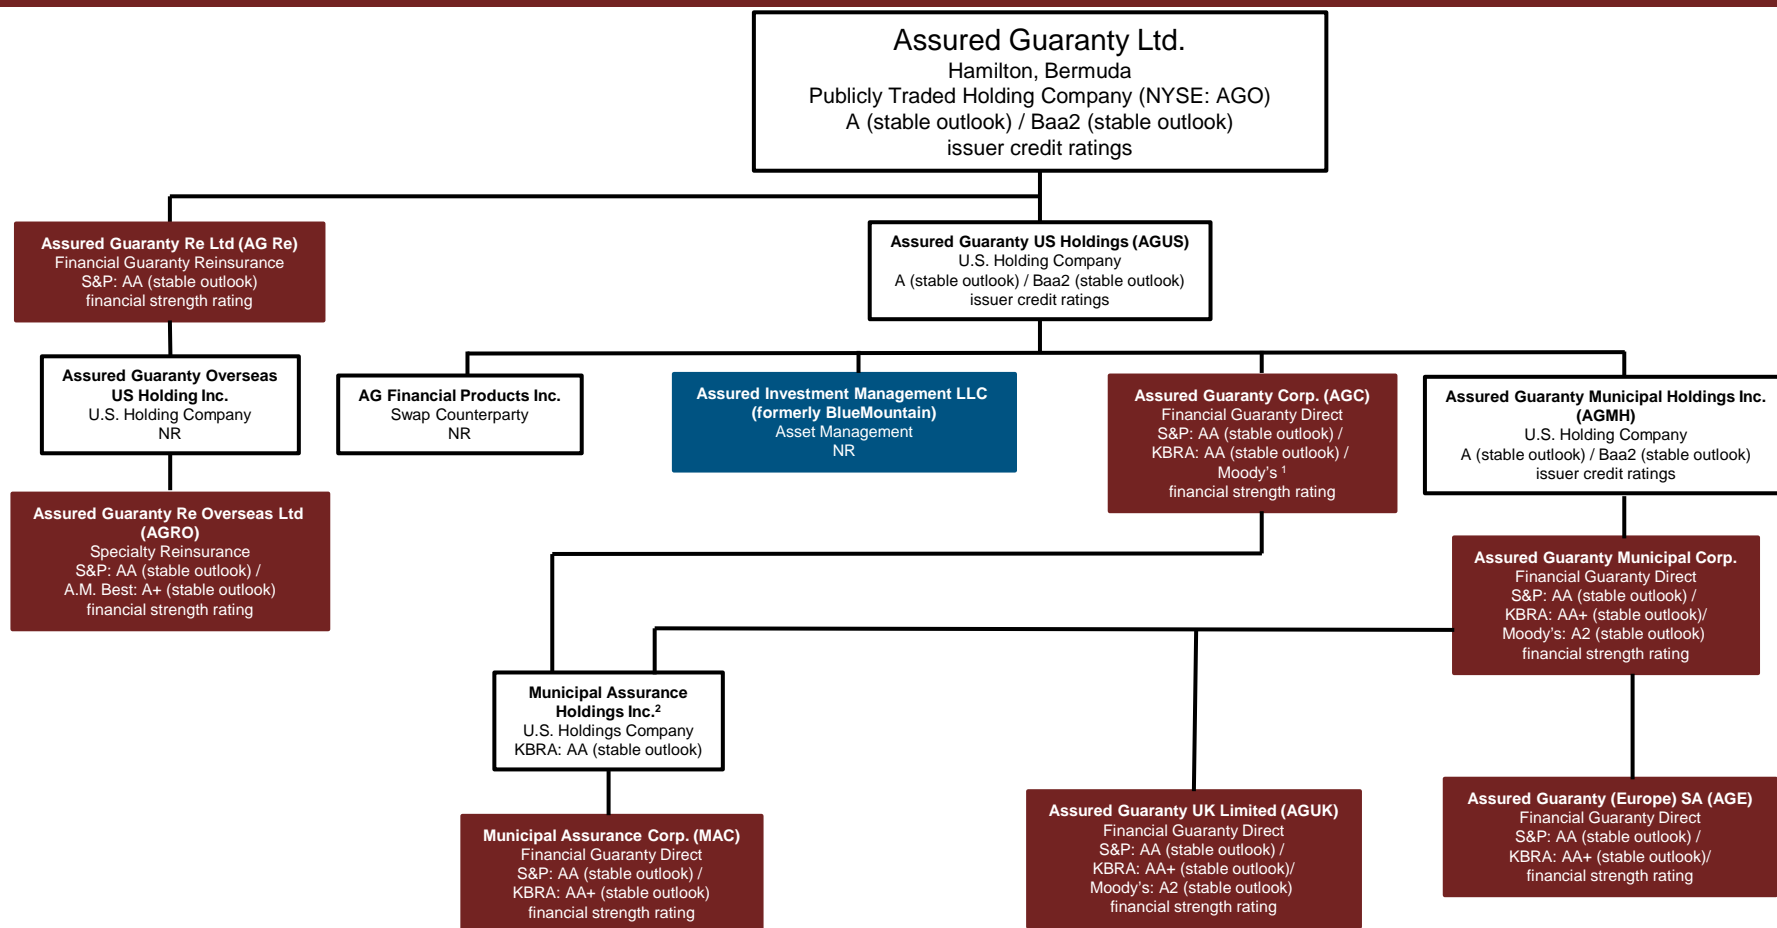 Assured Guaranty Ltd.
Hamilton, Bermuda
Publicly Traded Holding Company (NYSE: AGO)
A (stable outlook) / Baa2 (stable outlook)
issuer credit ratings
Assured Guaranty Re Ltd (AG Re)
Financial Guaranty Reinsurance
S&P: AA (stable outlook)
financial strength rating
Assured Guaranty US Holdings (AGUS)
U.S. Holding Company
A (stable outlook) / Baa2 (stable outlook)
issuer credit ratings
Assured Guaranty Overseas
US Holding Inc.
U.S. Holding Company
NR
AG Financial Products Inc.
Swap Counterparty
NR
Assured Investment Management LLC
(formerly BlueMountain)
Asset Management
NR
Assured Guaranty Corp. (AGC)
Financial Guaranty Direct
S&P: AA (stable outlook) /
KBRA: AA (stable outlook) /
Moody's ¹
financial strength rating
Assured Guaranty Municipal Holdings Inc.
(AGMH)
U.S. Holding Company
A (stable outlook) / Baa2 (stable outlook)
issuer credit ratings
Assured Guaranty Re Overseas Ltd
(AGRO)
Specialty Reinsurance
S&P: AA (stable outlook) /
A.M. Best: A+ (stable outlook)
financial strength rating
Assured Guaranty Municipal Corp.
Financial Guaranty Direct
S&P: AA (stable outlook) /
KBRA: AA+ (stable outlook)/
Moody's: A2 (stable outlook)
financial strength rating
Municipal Assurance
Holdings Inc.²
U.S. Holdings Company
KBRA: AA (stable outlook)
Municipal Assurance Corp. (MAC)
Financial Guaranty Direct
S&P: AA (stable outlook) /
KBRA: AA+ (stable outlook)
financial strength rating
Assured Guaranty UK Limited (AGUK)
Financial Guaranty Direct
S&P: AA (stable outlook) /
KBRA: AA+ (stable outlook)/
Moody's: A2 (stable outlook)
financial strength rating
Assured Guaranty (Europe) SA (AGE)
Financial Guaranty Direct
S&P: AA (stable outlook) /
KBRA: AA+ (stable outlook)/
financial strength rating